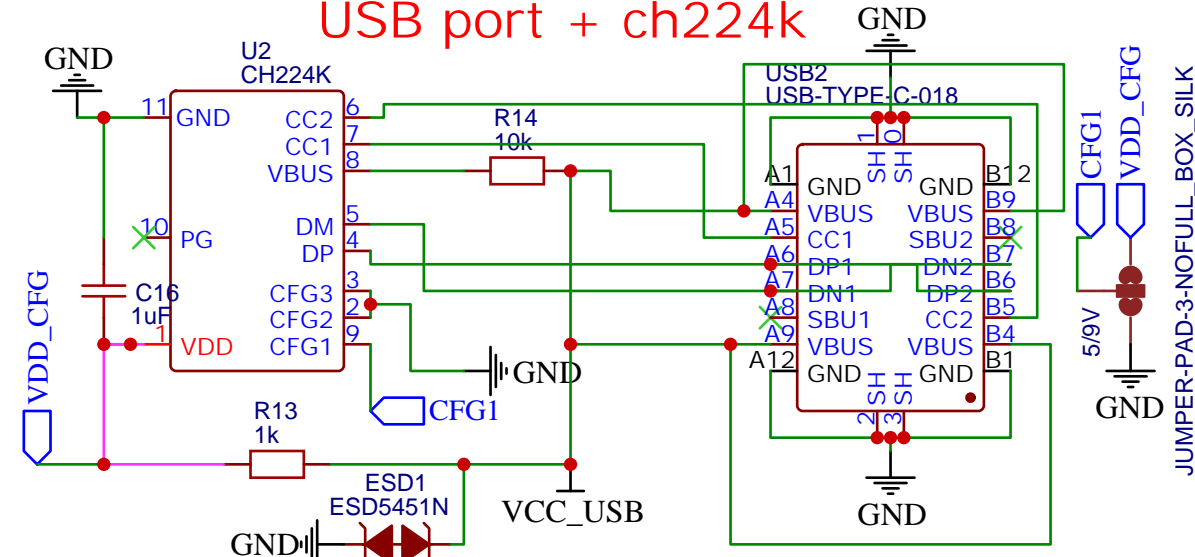 USB port + ch224k
GND
U2
CH224K
11
GND
10
PG
1
VDD
CC2
6
CC1
7
VBUS
8
DM
5
DP
4
CFG3
3
CFG2
2
CFG1
9
C16
1uF
VDD_CFG
R14
10k
GND
CFG1
R13
1k
ESD1
ESD5451N
GND
VCC_USB
GND
USB2
USB-TYPE-C-018
SH
1
SH
0
A1
GND
A4
VBUS
A5
CC1
A6
DP1
A7
DN1
A8
SBU1
A9
VBUS
A12
GND
GND
B12
VBUS
B9
SBU2
B8
DN2
B7
DP2
B6
CC2
B5
VBUS
B4
GND
B1
SH
2
SH
3
GND
CFG1
VDD_CFG
5/9V
GND
JUMPER-PAD-3-NOFULL_BOX_SILK